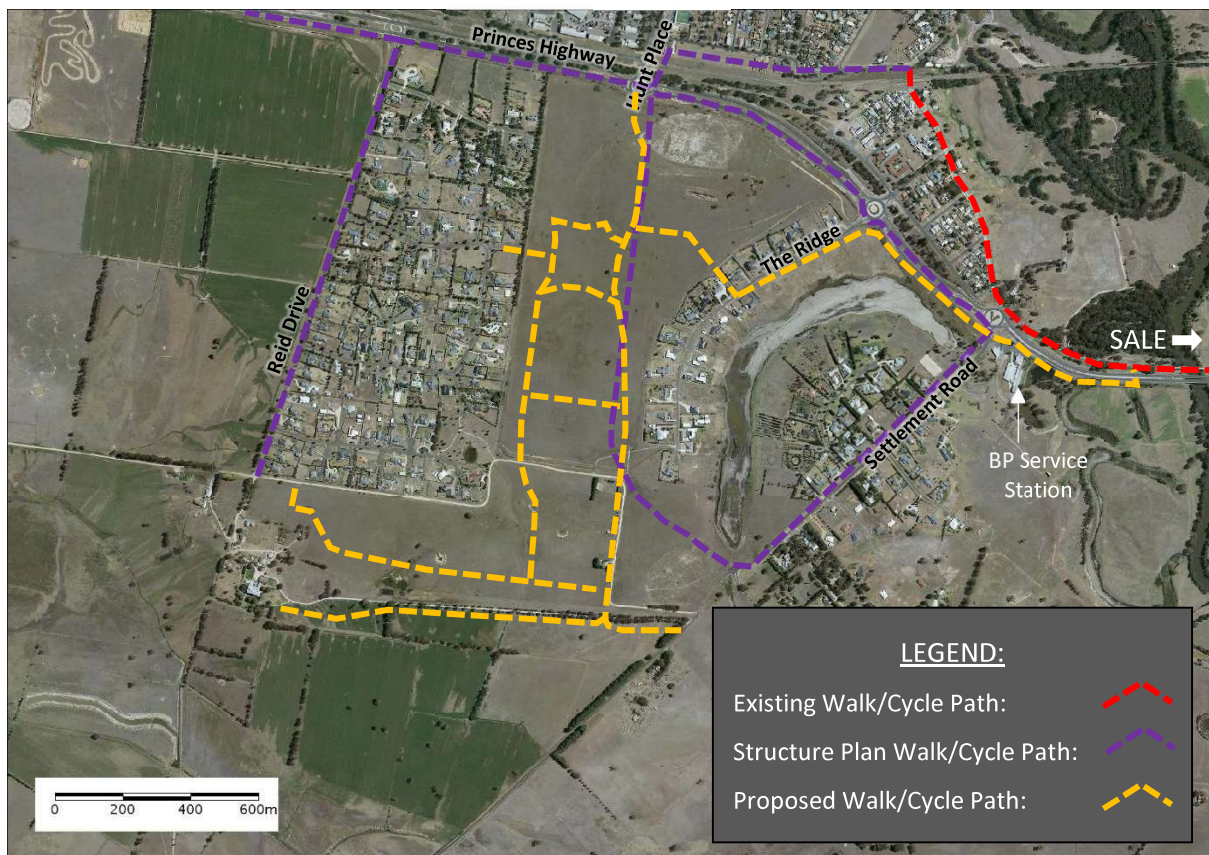 Princes Highway
Hunt Place
The Ridge
Reid Drive
SALE
Settlement Road
BP Service
Station
LEGEND:
Existing Walk/Cycle Path:
Structure Plan Walk/Cycle Path:
Proposed Walk/Cycle Path:
0 200 400 600m